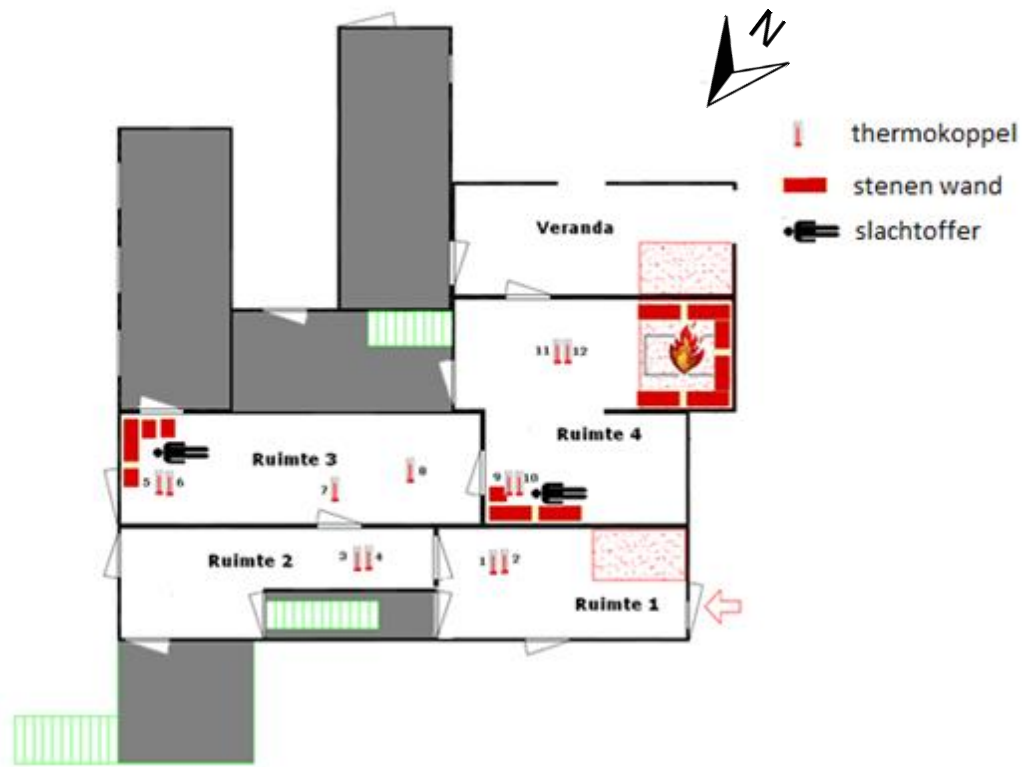 N
thermokoppel
stenen wand
slachtoffer
Veranda
11 12
Ruimte 4
Ruimte 3
8
5 6
7
9 10
Ruimte 2
3 4
1 2
Ruimte 1